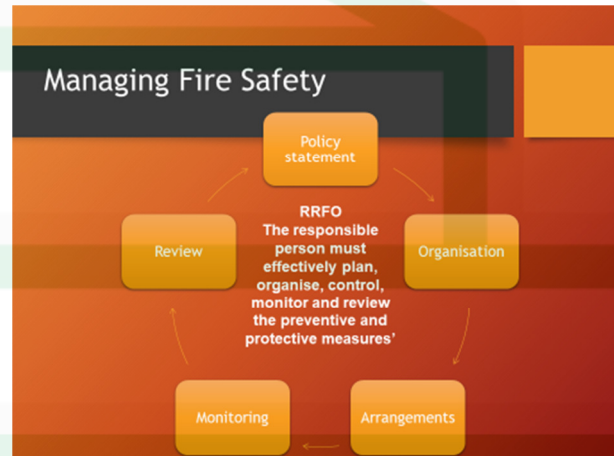 Managing Fire Safety
Policy
statement
RRFO
The responsible
person must
effectively plan,
organise, control,
monitor and review
the preventive and
protective measures’
Organisation
Arrangements
Monitoring
Review